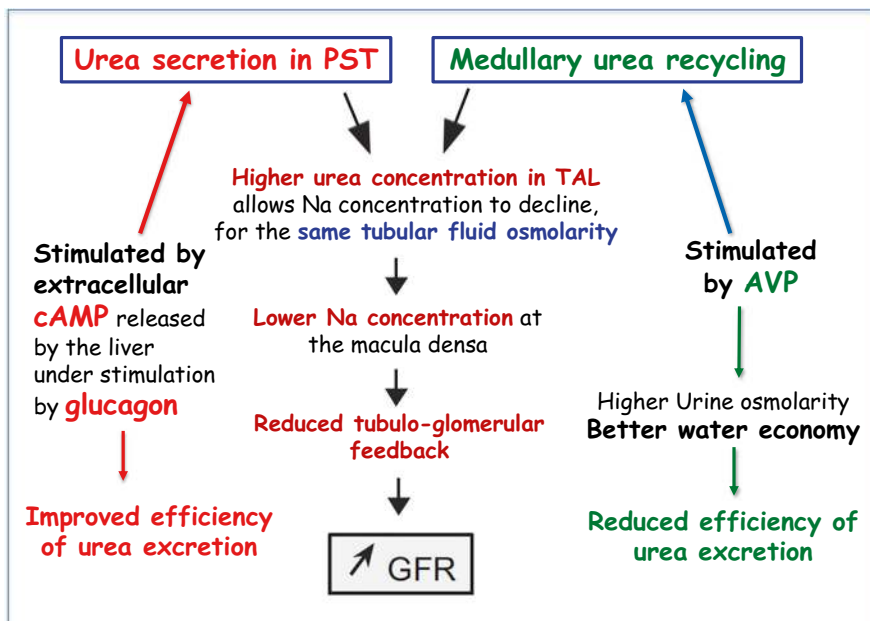 Urea secretion in PST
Medullary urea recycling
Higher urea concentration in TAL
allows Na concentration to decline,
for the same tubular fluid osmolarity
Stimulated by
extracellular
cAMP released
by the liver
under stimulation
by glucagon
Improved efficiency
of urea excretion
Lower Na concentration at
the macula densa
Reduced tubulo-glomerular
feedback
GFR
Stimulated
by AVP
Higher Urine osmolarity
Better water economy
Reduced efficiency of
urea excretion